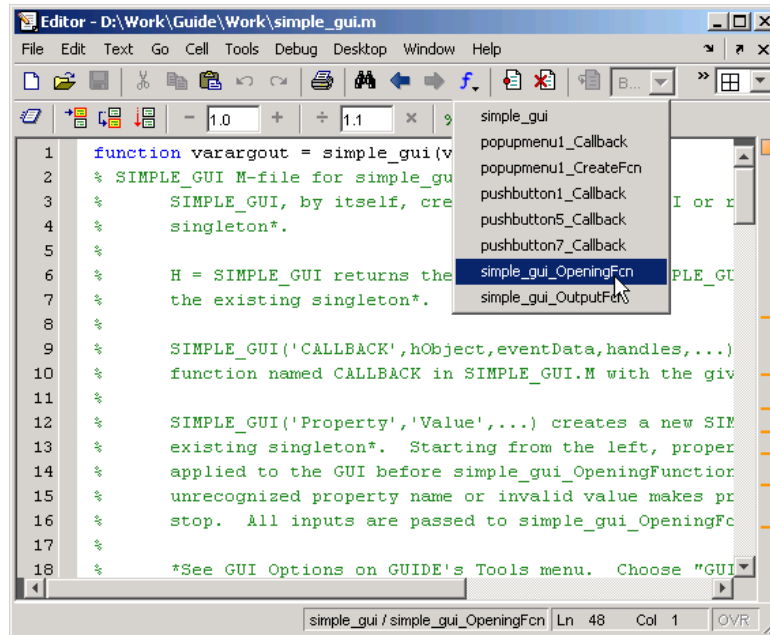 Editor - D:\Work\Guide\Work\simple_gui.m
File Edit Text Go Cell Tools Debug Desktop Window Help
B...
1.0
1.1
simple_gui
popupmenu1_Callback
popupmenu1_CreateFcn
pushbutton1_Callback
pushbutton5_Callback
pushbutton7_Callback
simple_gui_OpeningFcn
simple_gui_OutputFcn
1 function varargout = simple_gui(v
2 % SIMPLE_GUI M-file for simple_gu
3 % SIMPLE_GUI, by itself, cre I or r
4 % singleton*.
5 %
6 % H = SIMPLE_GUI returns the MPLE_GU
7 % the existing singleton*.
8 %
9 % SIMPLE_GUI('CALLBACK',hObject,eventData,handles,...)
10 % function named CALLBACK in SIMPLE_GUI.M with the giv
11 %
12 % SIMPLE_GUI('Property','Value',...) creates a new SIM
13 % existing singleton*. Starting from the left, proper
14 % applied to the GUI before simple_gui_OpeningFunction
15 % unrecognized property name or invalid value makes pr
16 % stop. All inputs are passed to simple_gui_OpeningFc
17 %
18 % *See GUI Options on GUIDE's Tools menu. Choose "GUI
simple_gui / simple_gui_OpeningFcn Ln 48 Col 1 OVR